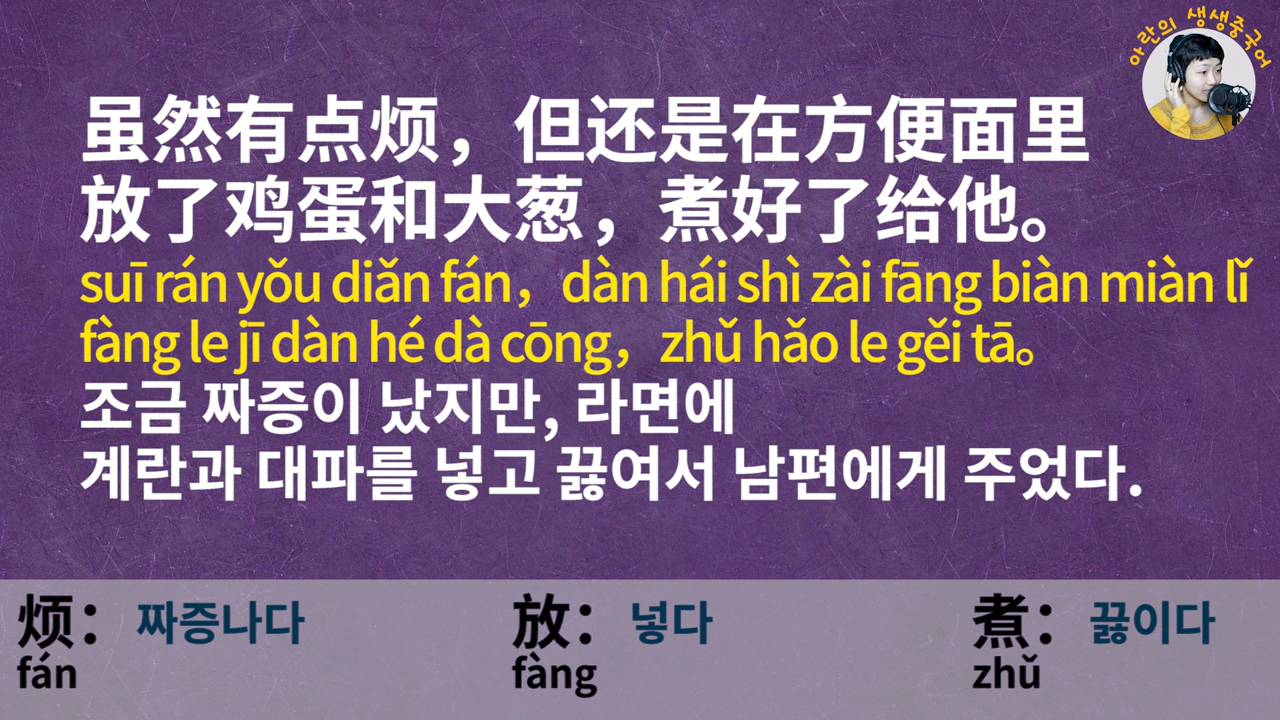 아란의 생생중국어
虽然有点烦，但还是在方便面里
放了鸡蛋和大葱，煮好了给他。
suī rán yǒu diǎn fán，dàn hái shì zài fāng biàn miàn lǐ
fàng le jī dàn hé dà cōng，zhǔ hǎo le gěi tā。
조금 짜증이 났지만, 라면에
계란과 대파를 넣고 끓여서 남편에게 주었다.
烦：짜증나다 放：넣다 煮：끓이다
fán fàng zhǔ